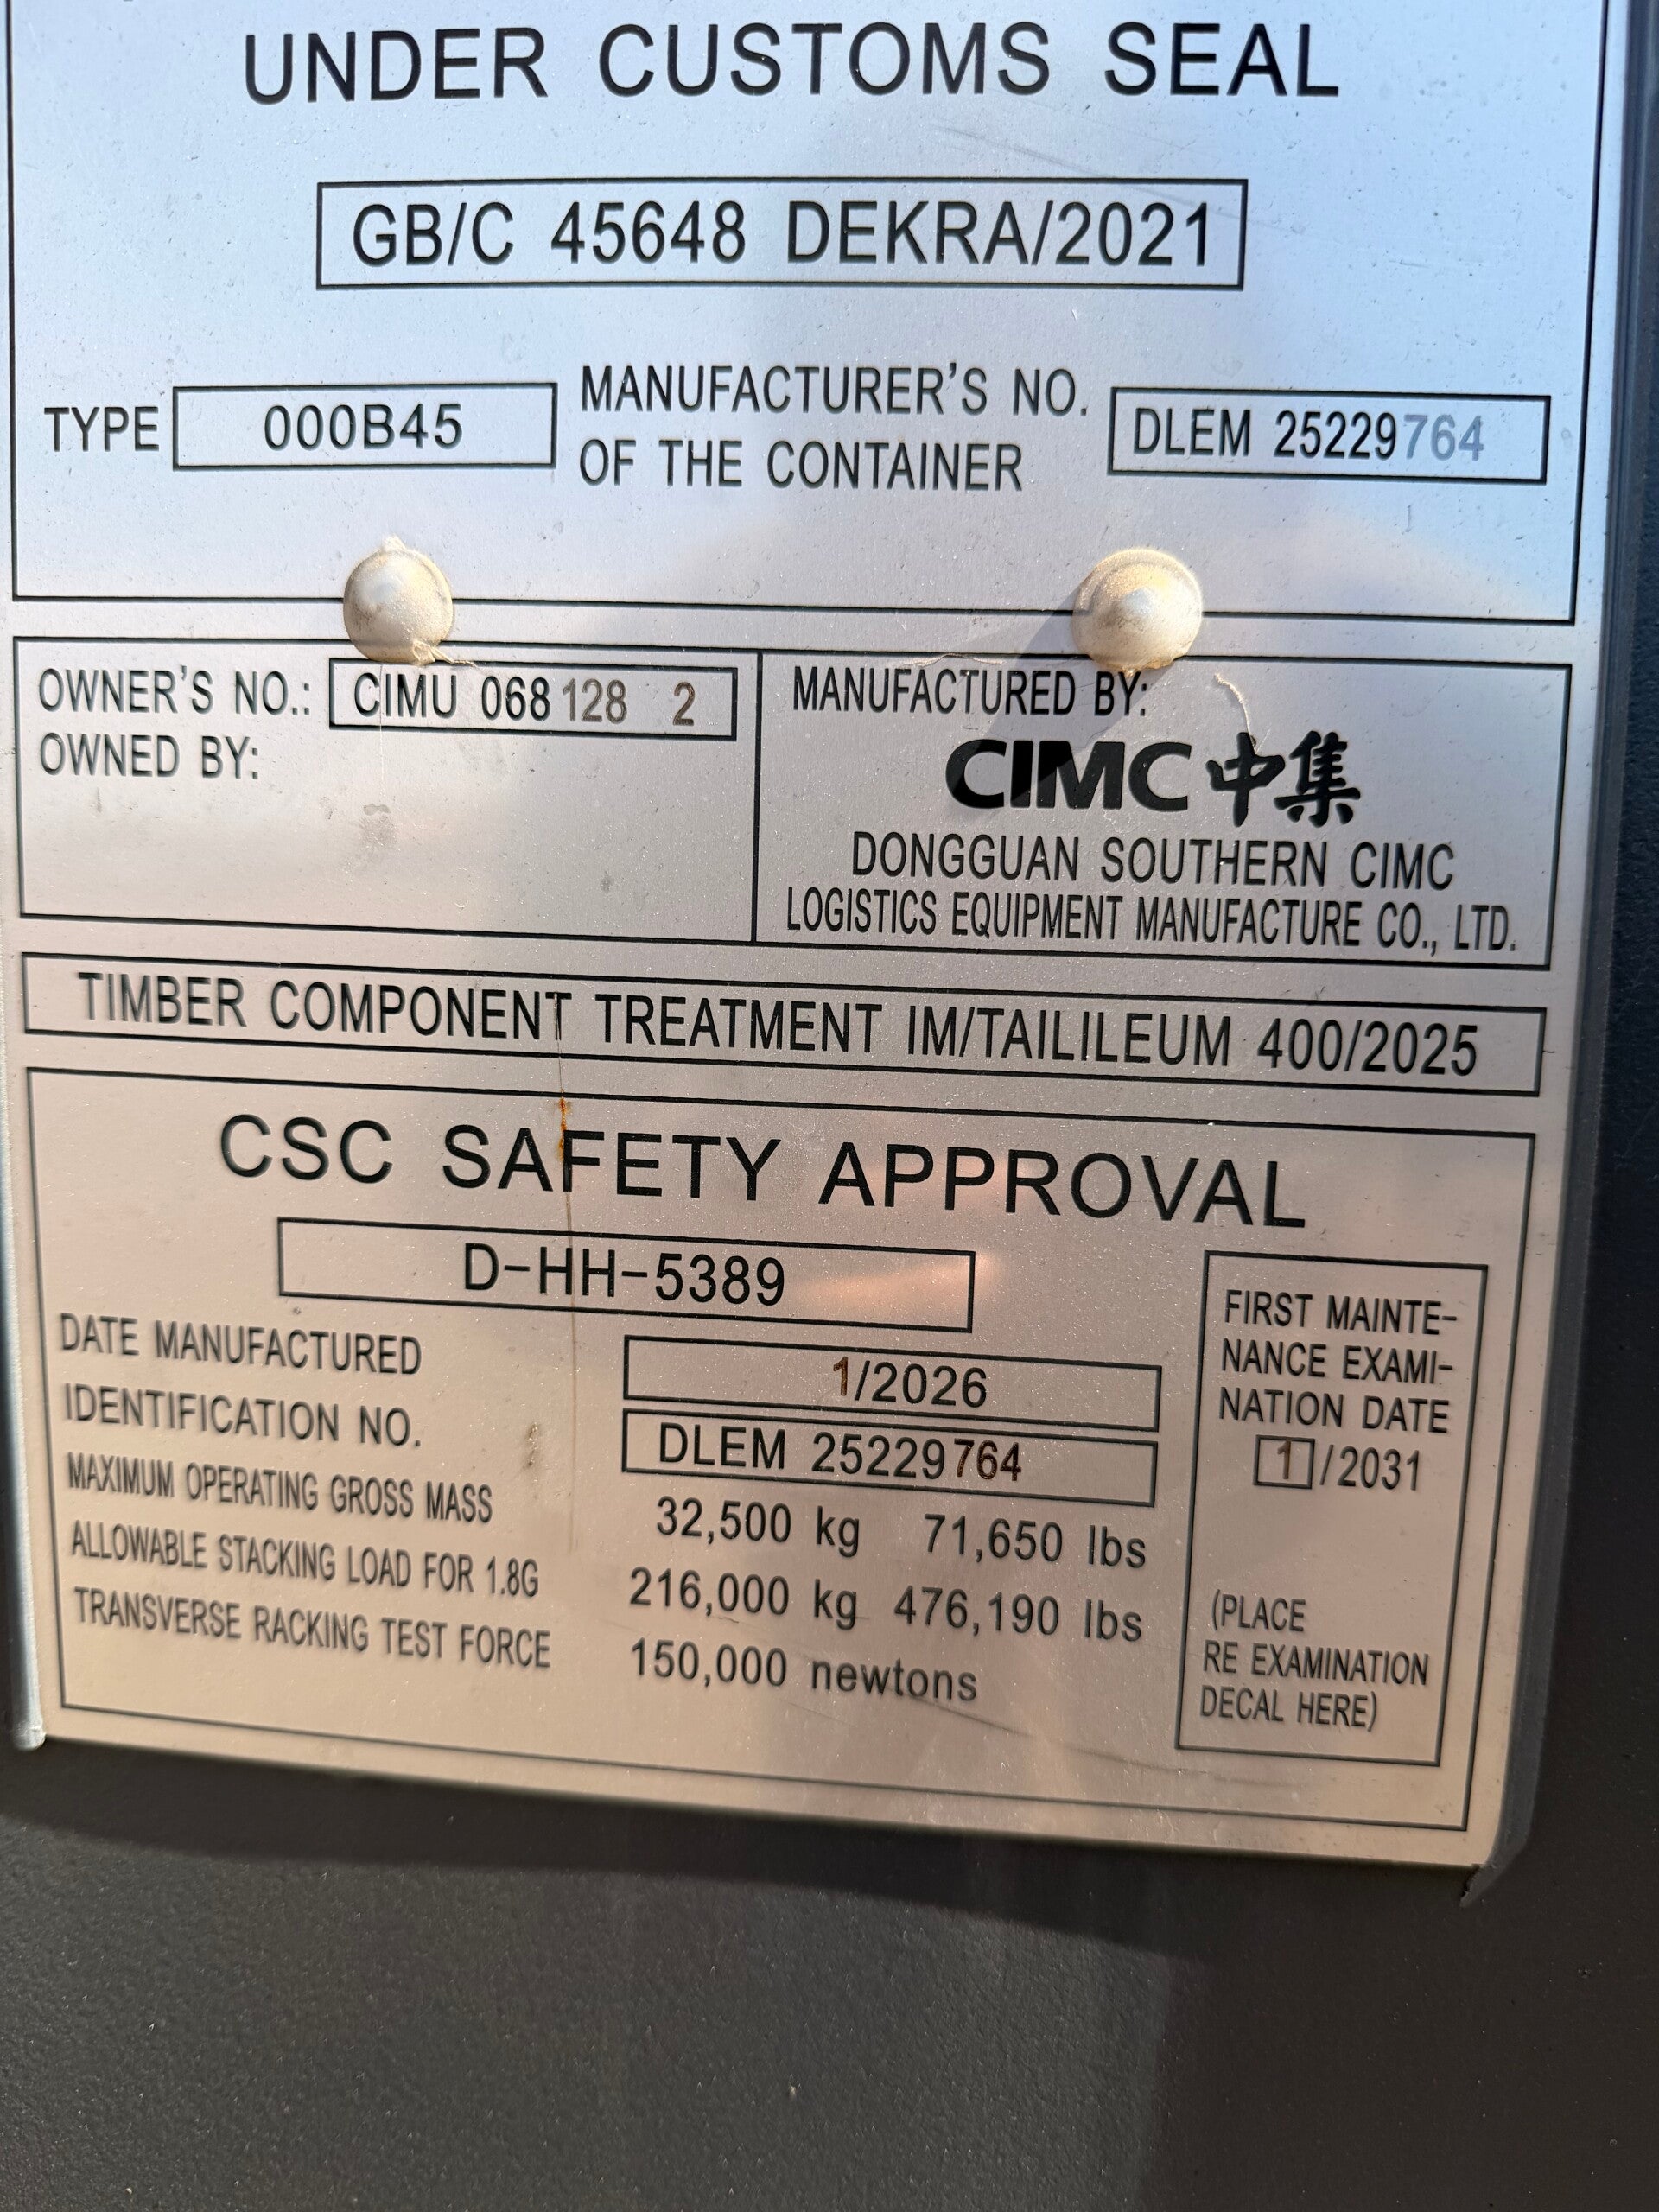 UNDER CUSTOMS SEAL
GB/C 45648 DEKRA/2021
TYPE 000B45 MANUFACTURER'S NO. OF THE CONTAINER DLEM 25229764
OWNER'S NO.: CIMU 068128 2
OWNED BY:
MANUFACTURED BY:
CIMC 中集
DONGGUAN SOUTHERN CIMC
LOGISTICS EQUIPMENT MANUFACTURE CO., LTD.
TIMBER COMPONENT TREATMENT IM/TAILILEUM 400/2025
CSC SAFETY APPROVAL
D-HH-5389
DATE MANUFACTURED 1/2026
IDENTIFICATION NO. DLEM 25229764
MAXIMUM OPERATING GROSS MASS 32,500 kg 71,650 lbs
ALLOWABLE STACKING LOAD FOR 1.8G 216,000 kg 476,190 lbs
TRANSVERSE RACKING TEST FORCE 150,000 newtons
FIRST MAINTE-
NANCE EXAMI-
NATION DATE
1/2031
(PLACE
RE EXAMINATION
DECAL HERE)